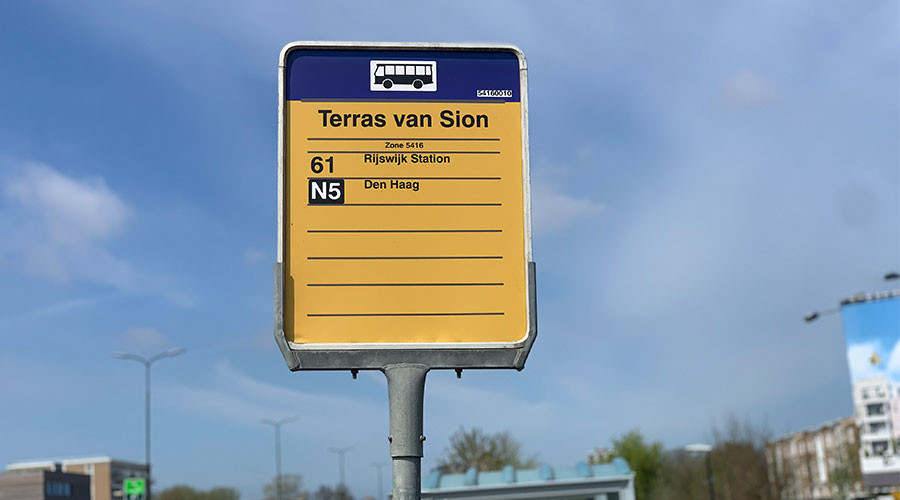 54160010
Terras van Sion
Zone 5416
61 Rijswijk Station
N5 Den Haag